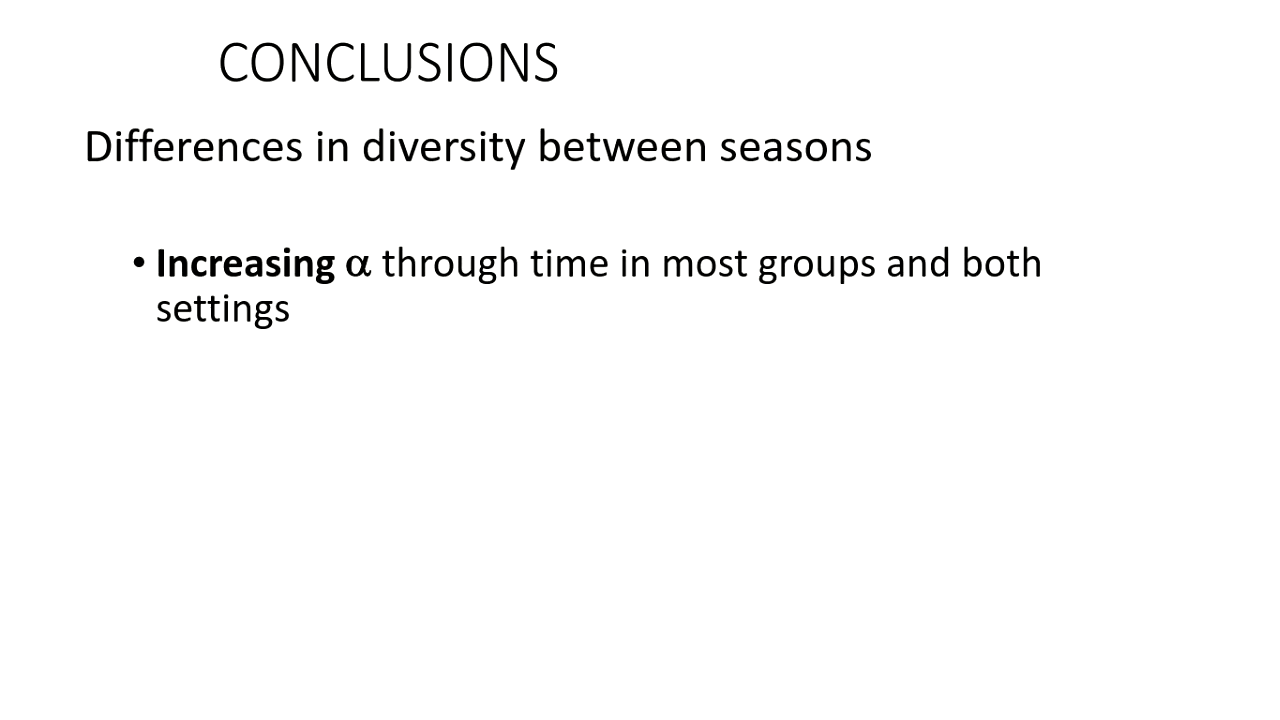 CONCLUSIONS
Differences in diversity between seasons
• Increasing α through time in most groups and both
settings